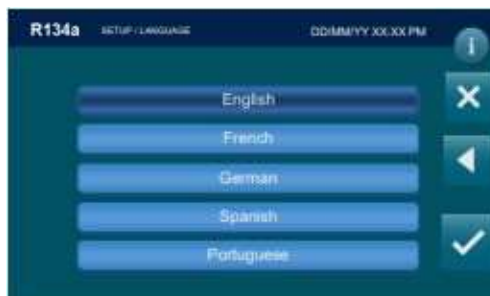 R134a SETUP / LANGUAGE DD/MM/YY XX:XX PM
i
English
French
German
Spanish
Portuguese